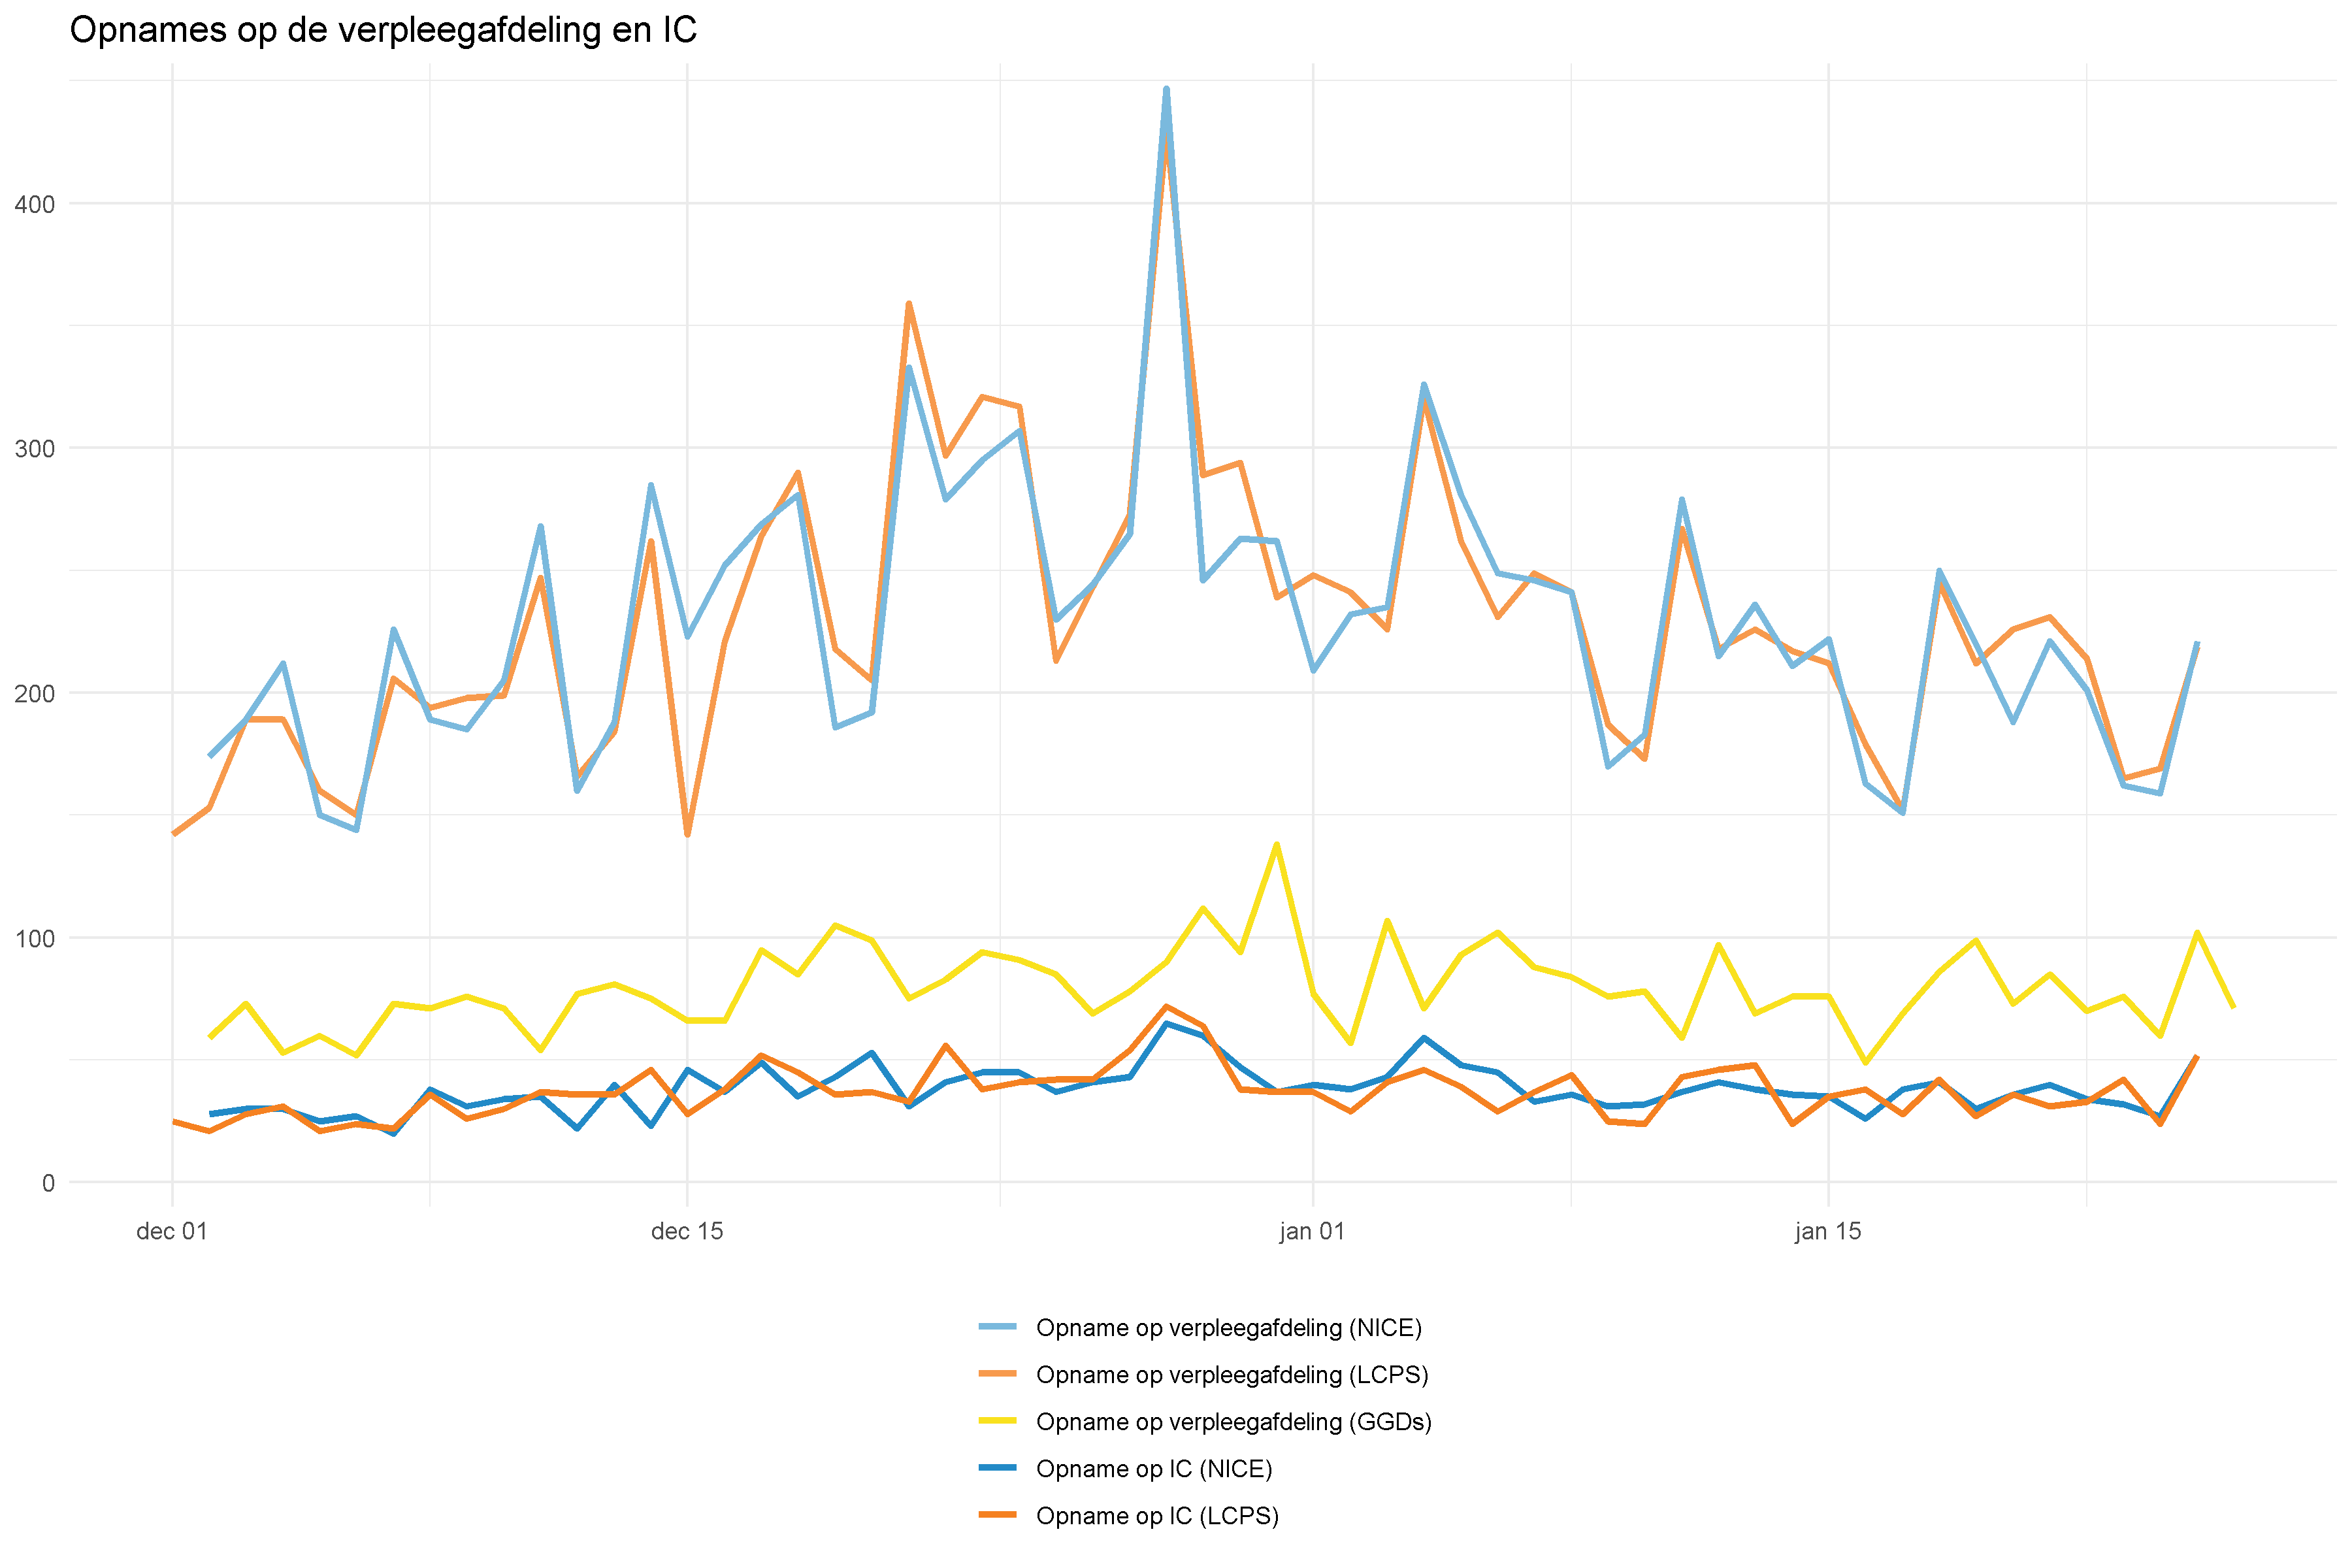 Opnames op de verpleegafdeling en IC
400
300
200
100
0
dec 01
dec 15
jan 01
jan 15
Opname op verpleegafdeling (NICE)
Opname op verpleegafdeling (LCPS)
Opname op verpleegafdeling (GGDs)
Opname op IC (NICE)
Opname op IC (LCPS)